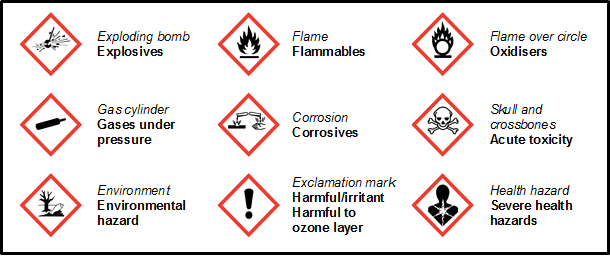 Exploding bomb
Explosives
Flame
Flammables
Flame over circle
Oxidisers
Gas cylinder
Gases under
pressure
Corrosion
Corrosives
Skull and
crossbones
Acute toxicity
Environment
Environmental
hazard
Exclamation mark
Harmful/irritant
Harmful to
ozone layer
Health hazard
Severe health
hazards